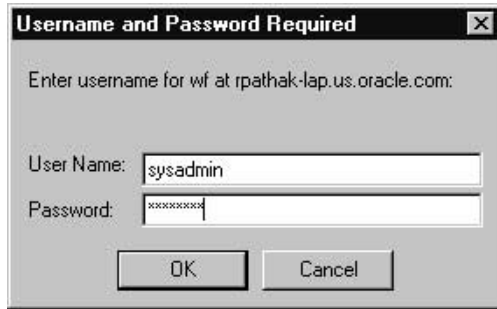 Username and Password Required
Enter username for wf at rpathak-lap.us.oracle.com:
User Name: sysadmin
Password: ********
OK Cancel